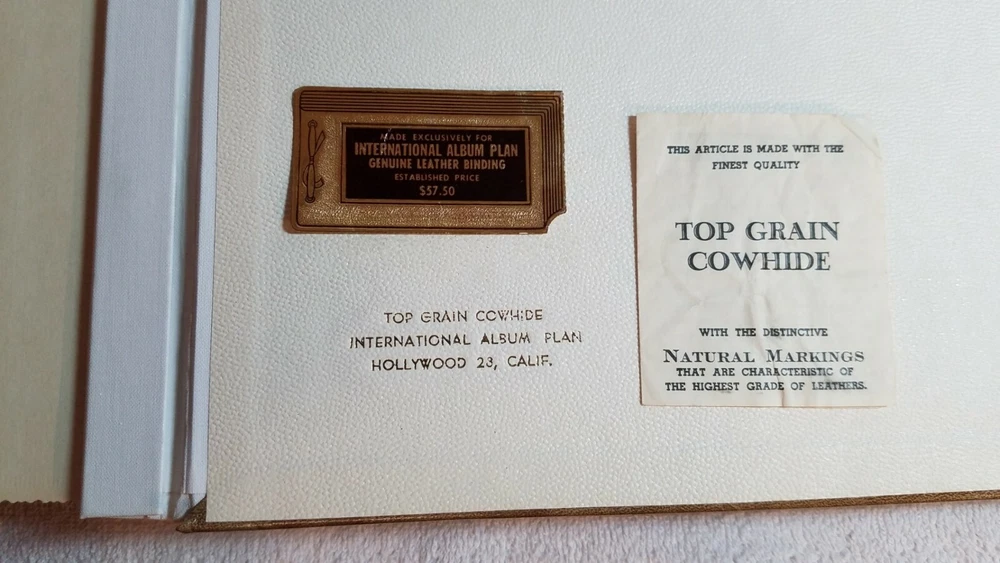 MADE EXCLUSIVELY FOR
INTERNATIONAL ALBUM PLAN
GENUINE LEATHER BINDING
ESTABLISHED PRICE
$57.50
TOP GRAIN COWHIDE
INTERNATIONAL ALBUM PLAN
HOLLYWOOD 28, CALIF.
THIS ARTICLE IS MADE WITH THE
FINEST QUALITY
TOP GRAIN
COWHIDE
WITH THE DISTINCTIVE
NATURAL MARKINGS
THAT ARE CHARACTERISTIC OF
THE HIGHEST GRADE OF LEATHERS.